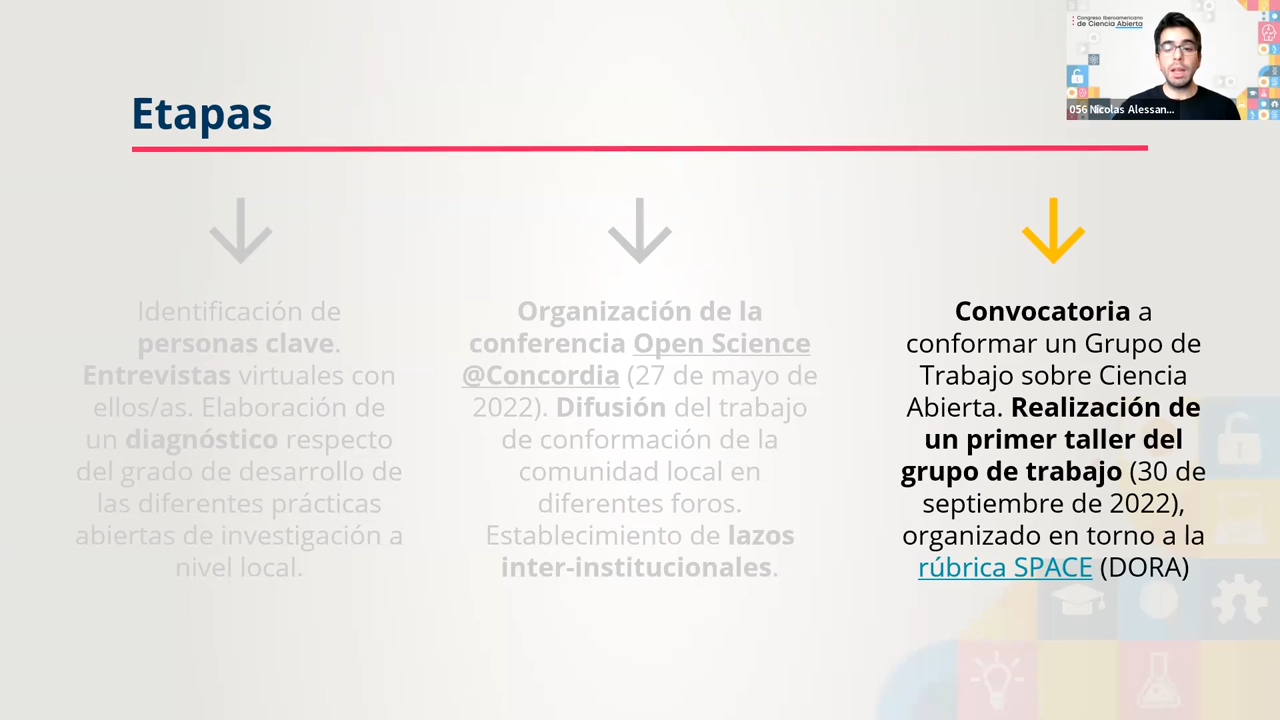 Congreso Iberoamericano
de Ciencia Abierta
056 Nicolas Alessan...
Etapas
Identificación de
personas clave.
Entrevistas virtuales con
ellos/as. Elaboración de
un diagnóstico respecto
del grado de desarrollo de
las diferentes prácticas
abiertas de investigación a
nivel local.
Organización de la
conferencia Open Science
@Concordia (27 de mayo de
2022). Difusión del trabajo
de conformación de la
comunidad local en
diferentes foros.
Establecimiento de lazos
inter-institucionales.
Convocatoria a
conformar un Grupo de
Trabajo sobre Ciencia
Abierta. Realización de
un primer taller del
grupo de trabajo (30 de
septiembre de 2022),
organizado en torno a la
rúbrica SPACE (DORA)